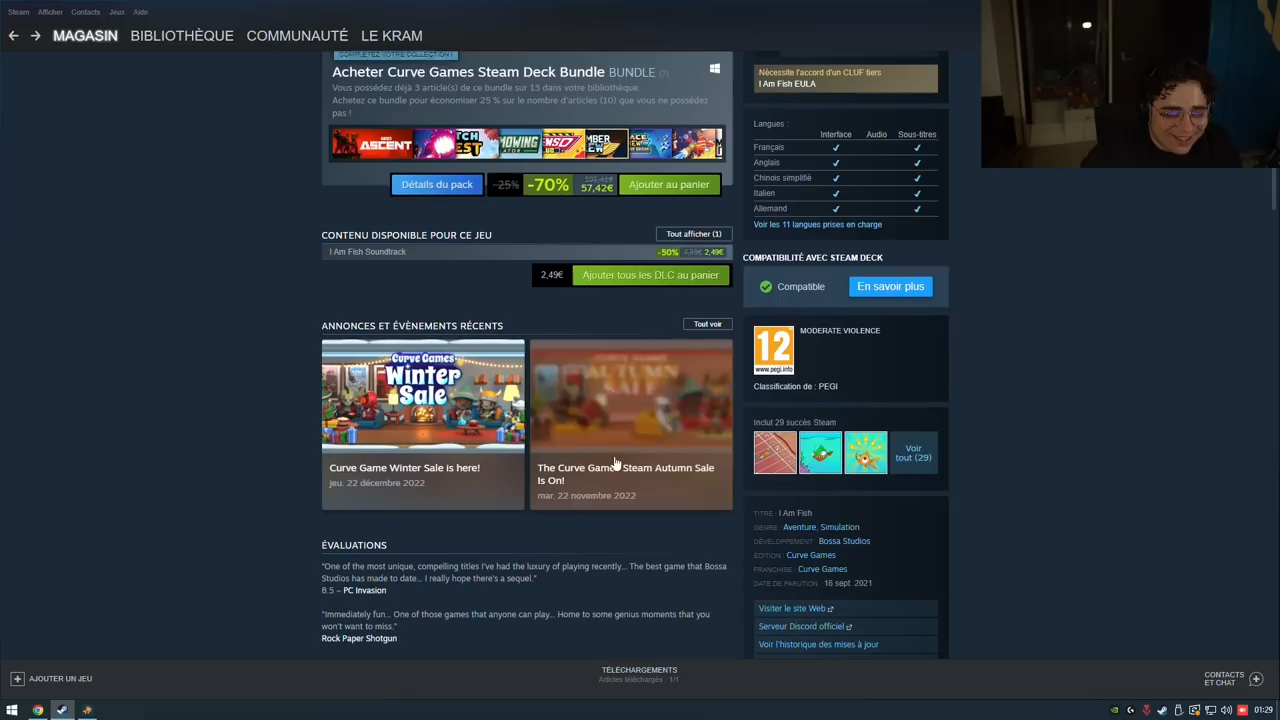 Steam Afficher Contacts Jeux Aide
MAGASIN BIBLIOTHÈQUE COMMUNAUTÉ LE KRAM
COMPLÉTEZ VOTRE COLLECTION !
Acheter Curve Games Steam Deck Bundle BUNDLE (?)
Vous possédez déjà 3 article(s) de ce bundle sur 13 dans votre bibliothèque.
Achetez ce bundle pour économiser 25 % sur le nombre d'articles (10) que vous ne possédez
pas !
THE ASCENT
Détails du pack -25% -70% 191,41€ 57,42€ Ajouter au panier
CONTENU DISPONIBLE POUR CE JEU Tout afficher (1)
I Am Fish Soundtrack -50% 4,99€ 2,49€
2,49€ Ajouter tous les DLC au panier
ANNONCES ET ÉVÈNEMENTS RÉCENTS Tout voir
Curve Games
Winter
Sale
AUTUMN
SALE
Curve Game Winter Sale is here!
jeu. 22 décembre 2022
The Curve Games Steam Autumn Sale
Is On!
mar. 22 novembre 2022
ÉVALUATIONS
“One of the most unique, compelling titles I've had the luxury of playing recently... The best game that Bossa
Studios has made to date... I really hope there's a sequel.”
8.5 – PC Invasion
“Immediately fun... One of those games that anyone can play... Home to some genius moments that you
won't want to miss.”
Rock Paper Shotgun
Nécessite l'accord d'un CLUF tiers
I Am Fish EULA
Langues :
Interface Audio Sous-titres
Français ✔ ✔
Anglais ✔ ✔
Chinois simplifié ✔ ✔
Italien ✔ ✔
Allemand ✔ ✔
Voir les 11 langues prises en charge
COMPATIBILITÉ AVEC STEAM DECK
Compatible En savoir plus
12
www.pegi.info
MODERATE VIOLENCE
Classification de : PEGI
Inclut 29 succès Steam
Voir
tout (29)
TITRE : I Am Fish
GENRE : Aventure, Simulation
DÉVELOPPEMENT : Bossa Studios
ÉDITION : Curve Games
FRANCHISE : Curve Games
DATE DE PARUTION : 16 sept. 2021
Visiter le site Web
Serveur Discord officiel
Voir l'historique des mises à jour
AJOUTER UN JEU
TÉLÉCHARGEMENTS
Articles téléchargés : 1/1
CONTACTS
ET CHAT
01:29